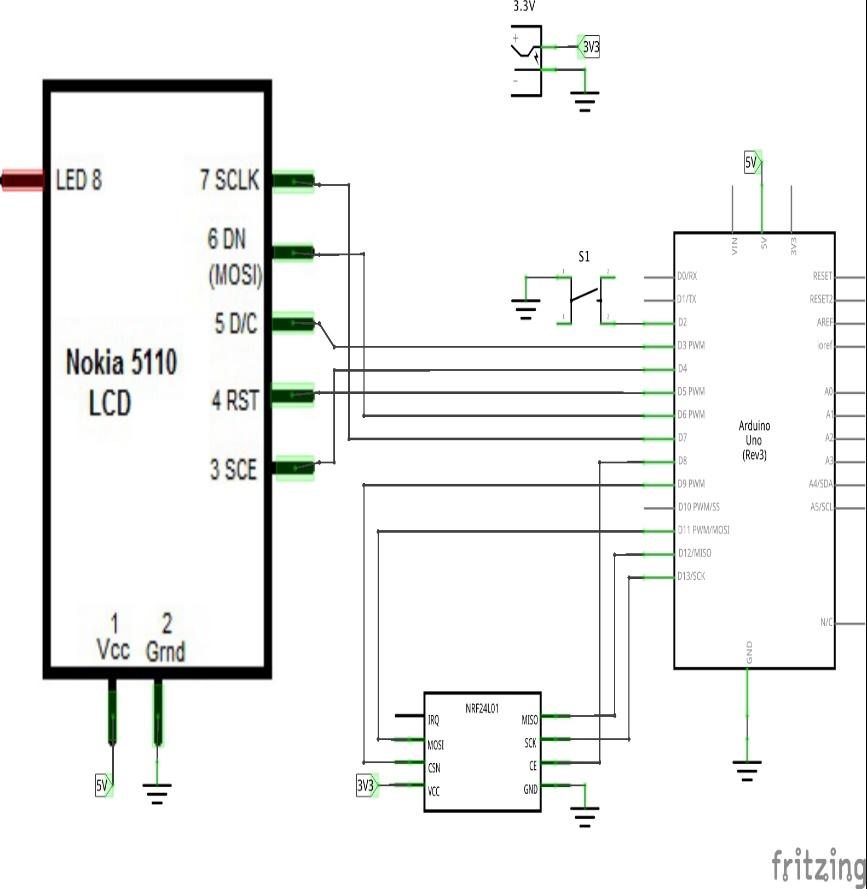 3.3V
+
3V3
-
LED 8
7 SCLK
6 DN
(MOSI)
5 D/C
Nokia 5110
LCD
4 RST
3 SCE
1
Vcc
2
Grnd
5V
S1
1
2
1
2
5V
VIN
5V
3V3
D0/RX
D1/TX
D2
D3 PWM
D4
D5 PWM
D6 PWM
D7
D8
D9 PWM
D10 PWM/SS
D11 PWM/MOSI
D12/MISO
D13/SCK
Arduino
Uno
(Rev3)
RESET
RESET2
AREF
ioref
A0
A1
A2
A3
A4/SDA
A5/SCL
N/C
GND
NRF24L01
IRQ
MOSI
CSN
VCC
MISO
SCK
CE
GND
3V3
fritzing